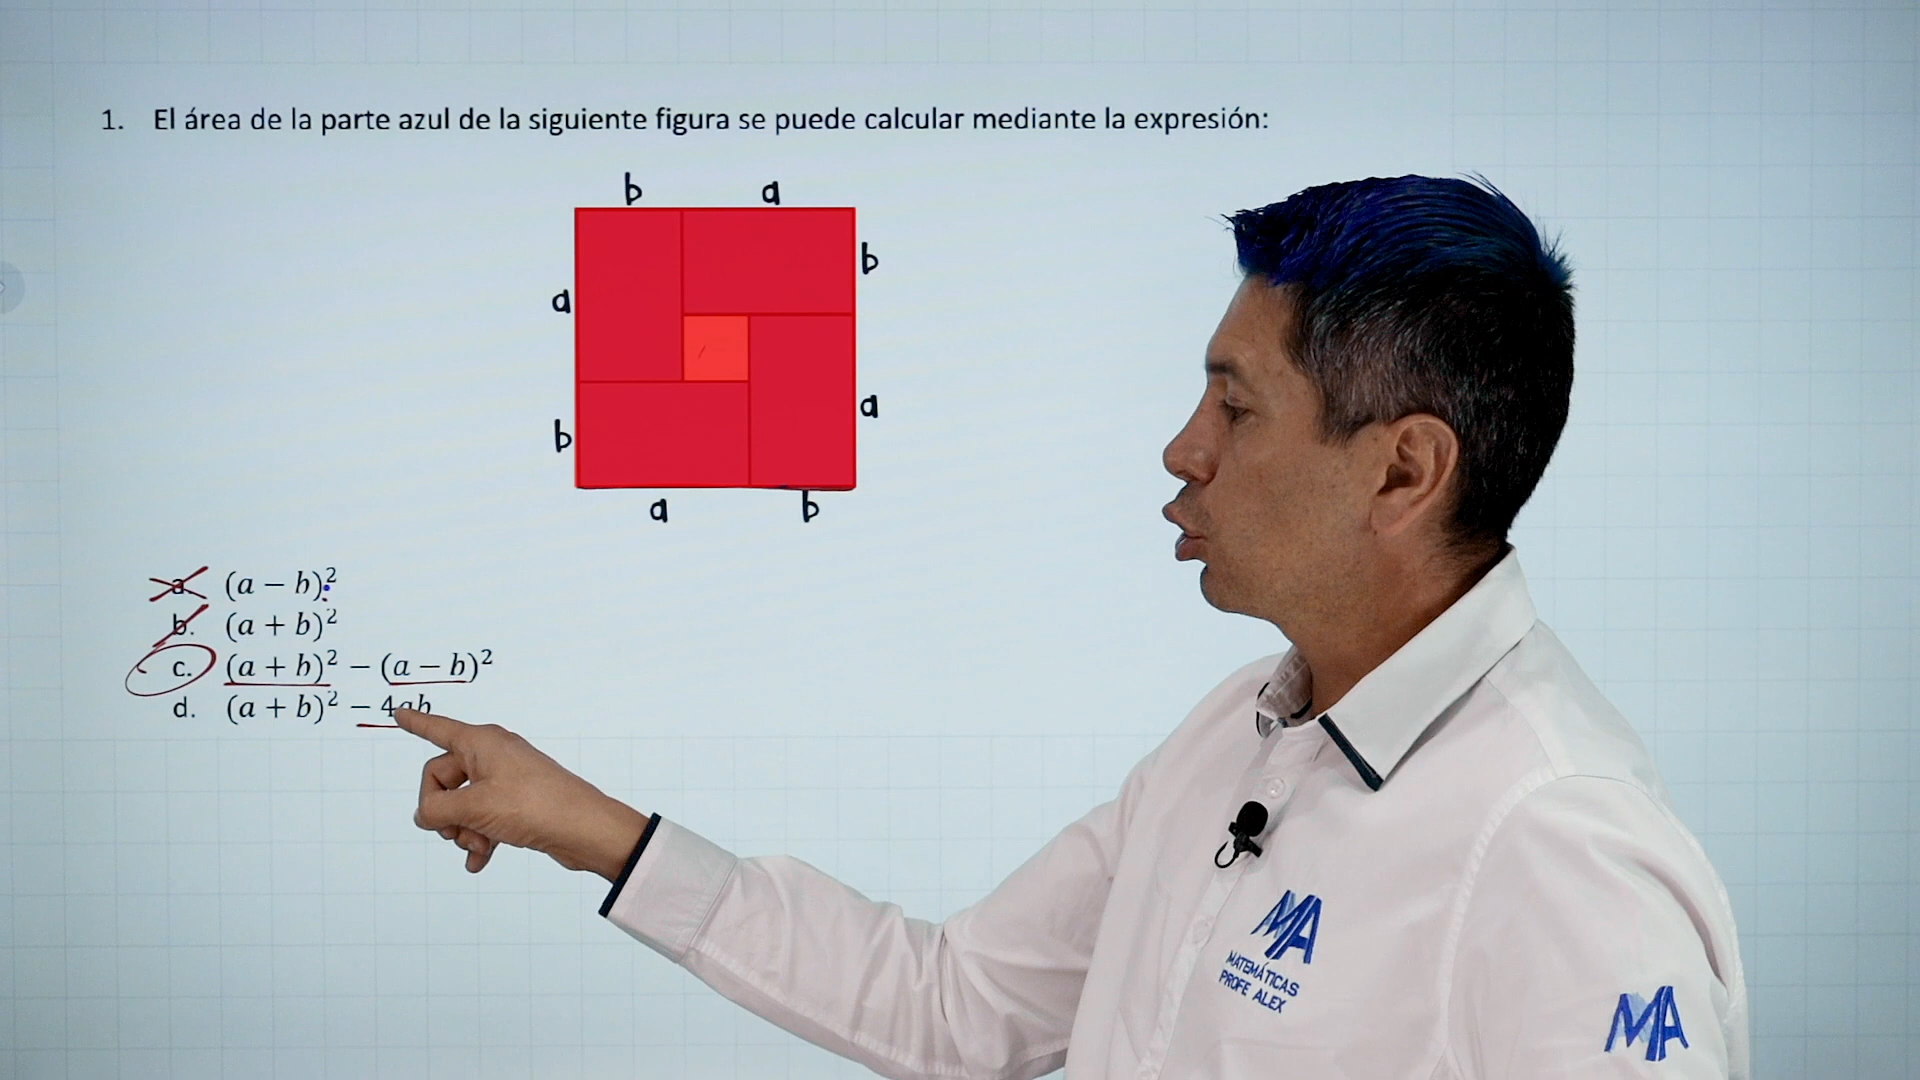 1. El área de la parte azul de la siguiente figura se puede calcular mediante la expresión:
b a
b
a
a
b
a b
a. (a − b)²
b. (a + b)²
c. (a + b)² − (a − b)²
d. (a + b)² − 4ab
MA
MATEMÁTICAS
PROFE ALEX
MA